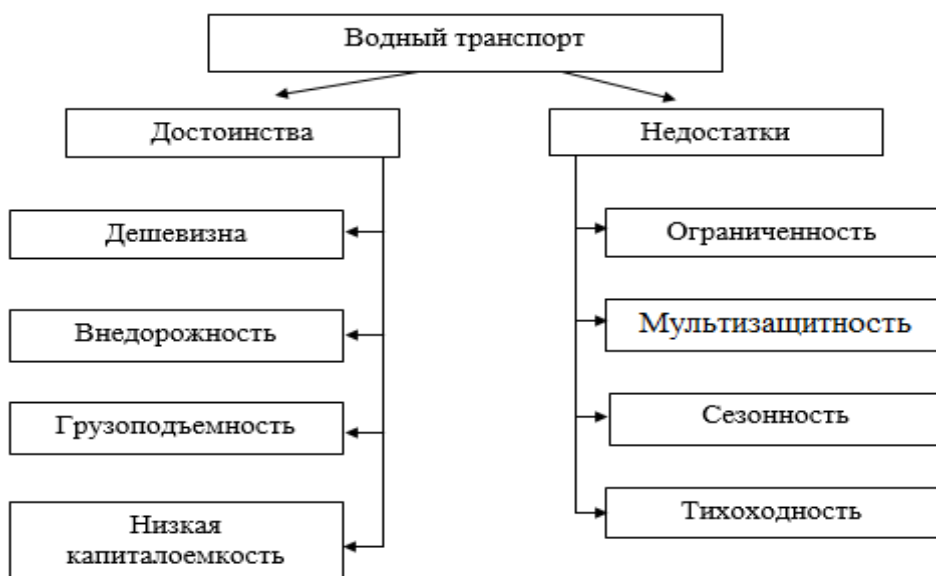 Водный транспорт
Достоинства
Недостатки
Дешевизна
Ограниченность
Внедорожность
Мультизащитность
Грузоподъемность
Сезонность
Низкая
капиталоемкость
Тихоходность